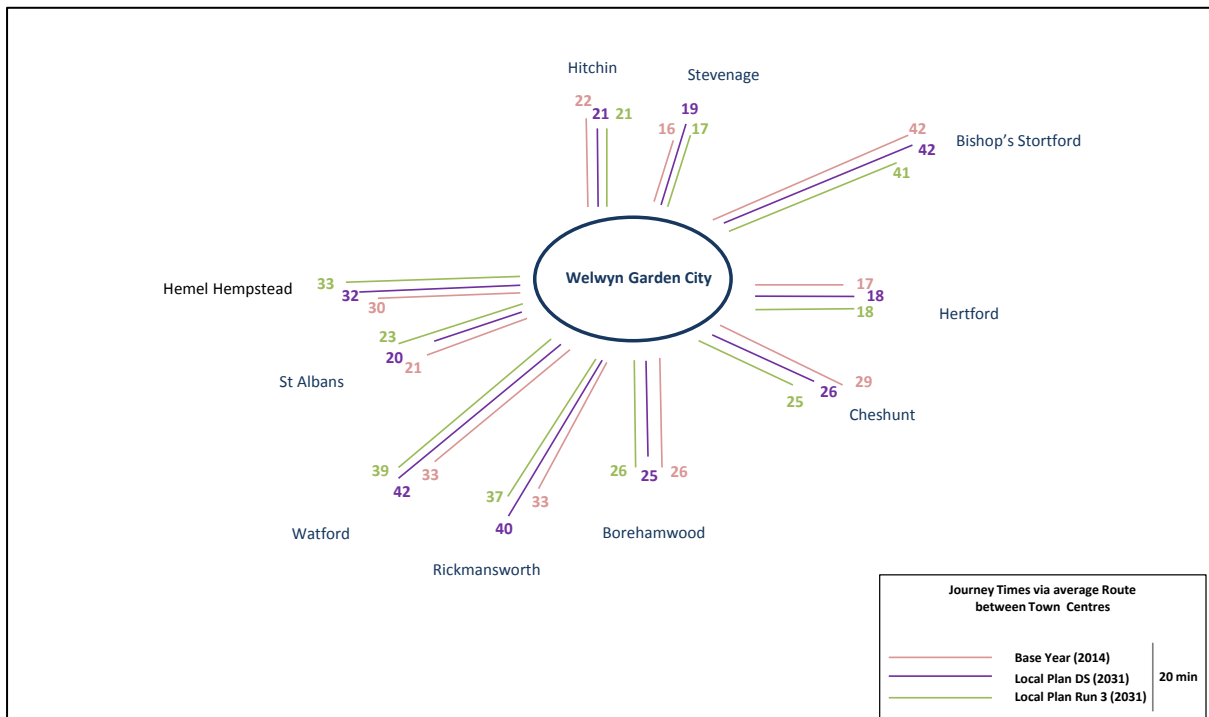 Hitchin
22
21
21
Stevenage
19
16
17
42
42
41
Bishop's Stortford
Welwyn Garden City
Hemel Hempstead
33
32
30
17
18
18
Hertford
23
20
21
St Albans
29
26
25
Cheshunt
39
42
33
Watford
37
40
33
Rickmansworth
26
25
26
Borehamwood
Journey Times via average Route
between Town Centres
Base Year (2014)
Local Plan DS (2031)
Local Plan Run 3 (2031)
20 min